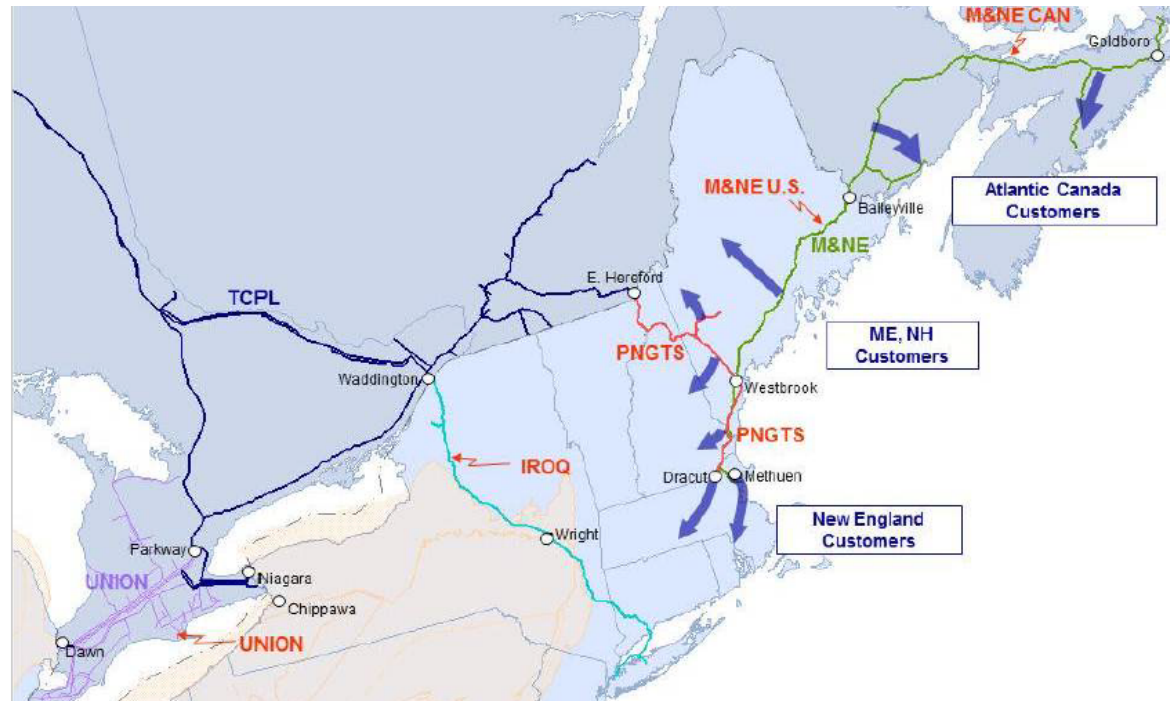 M&NE CAN
Goldboro
M&NE U.S.
Baileyville
Atlantic Canada
Customers
M&NE
E. Hereford
TCPL
ME, NH
Customers
PNGTS
Waddington
Westbrook
PNGTS
IROQ
Dracut
Methuen
New England
Customers
Wright
Parkway
UNION
Niagara
Chippawa
UNION
Dawn